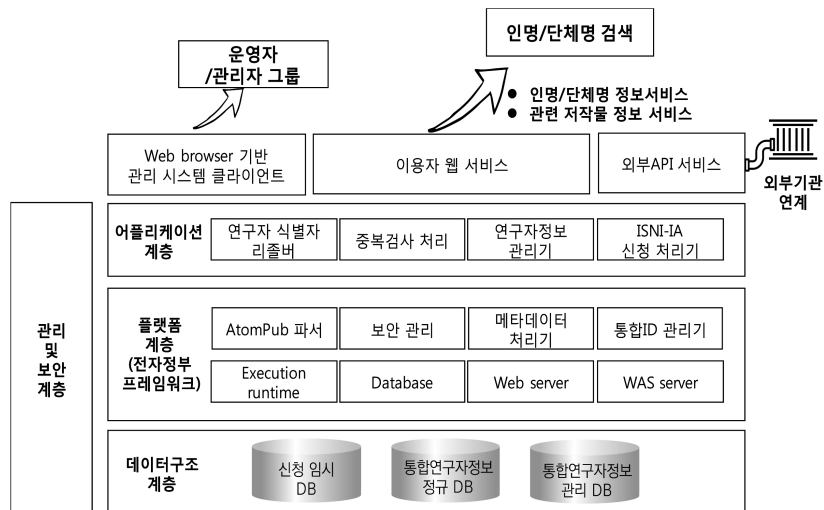 인명/단체명 검색
운영자
/관리자 그룹
● 인명/단체명 정보서비스
● 관련 저작물 정보 서비스
Web browser 기반
관리 시스템 클라이언트
이용자 웹 서비스
외부API 서비스
외부기관
연계
관리
및
보안
계층
어플리케이션
계층
연구자 식별자
리졸버
중복검사 처리
연구자정보
관리기
ISNI-IA
신청 처리기
플랫폼
계층
(전자정부
프레임워크)
AtomPub 파서
보안 관리
메타데이터
처리기
통합ID 관리기
Execution
runtime
Database
Web server
WAS server
데이터구조
계층
신청 임시
DB
통합연구자정보
정규 DB
통합연구자정보
관리 DB